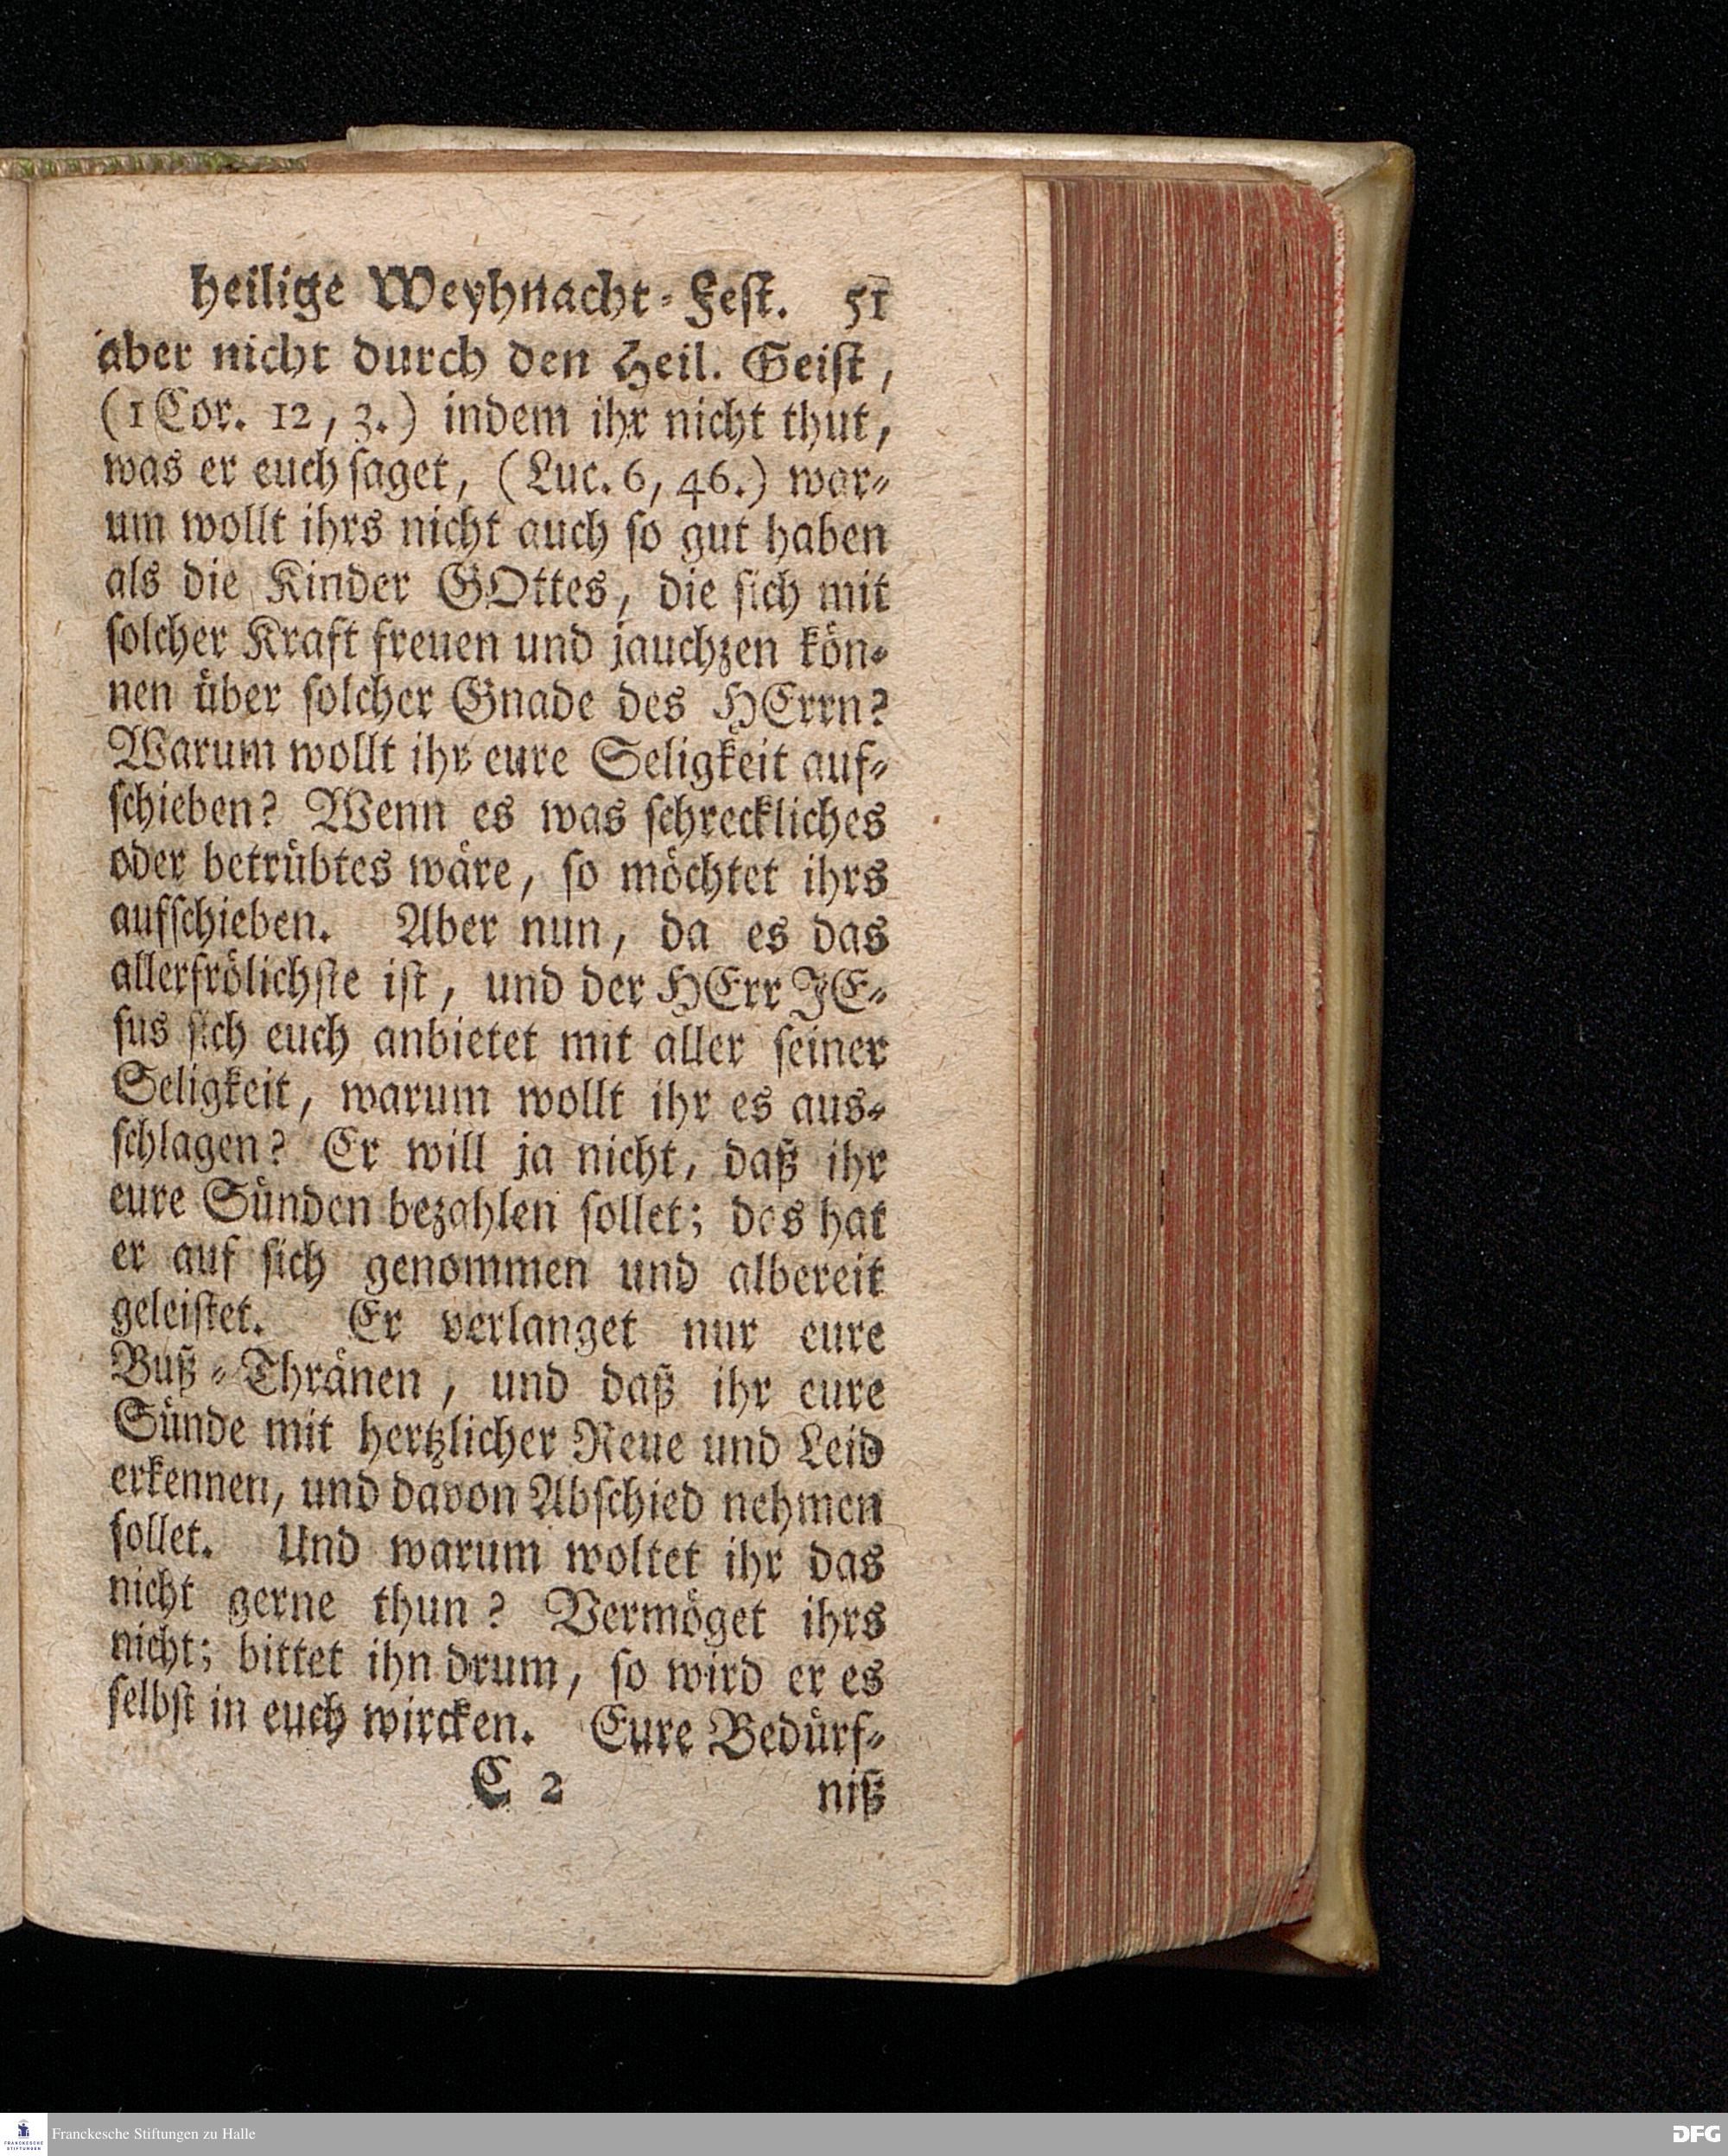 heilige Weyhnacht-Fest. 51
aber nicht durch den Heil. Geist,
(1 Cor. 12, 3.) indem ihr nicht thut,
was er euch saget, (Luc. 6, 46.) war-
um wollt ihrs nicht auch so gut haben
als die Kinder GOttes, die sich mit
solcher Kraft freuen und jauchzen kön-
nen über solcher Gnade des HErrn?
Warum wollt ihr eure Seligkeit auf-
schieben? Wenn es was schreckliches
oder betrübtes wäre, so möchtet ihrs
aufschieben. Aber nun, da es das
allerfrölichste ist, und der HErr JE-
sus sich euch anbietet mit aller seiner
Seligkeit, warum wollt ihr es aus-
schlagen? Er will ja nicht, daß ihr
eure Sünden bezahlen sollet; das hat
er auf sich genommen und albereit
geleistet. Er verlanget nur eure
Buß-Thränen, und daß ihr eure
Sünde mit hertzlicher Reue und Leid
erkennen, und davon Abschied nehmen
sollet. Und warum woltet ihr das
nicht gerne thun? Vermöget ihrs
nicht; bittet ihn drum, so wird er es
selbst in euch wircken. Eure Bedürf-
C 2 niß
FRANCKESCHE STIFTUNGEN
Franckesche Stiftungen zu Halle
DFG